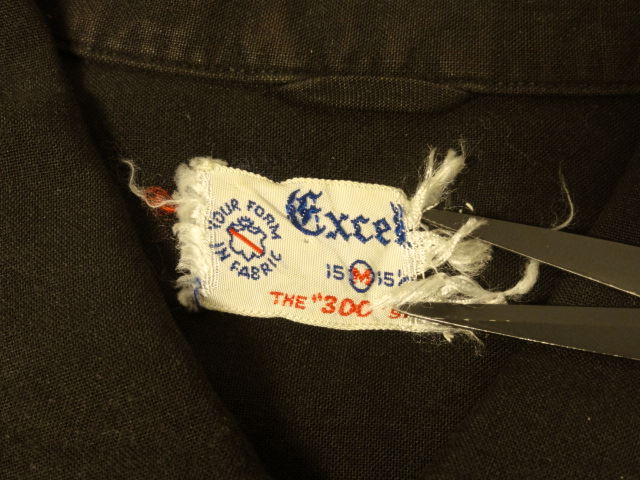 YOUR FORM
IN FABRIC
Excel
15 M 15½
THE "300"